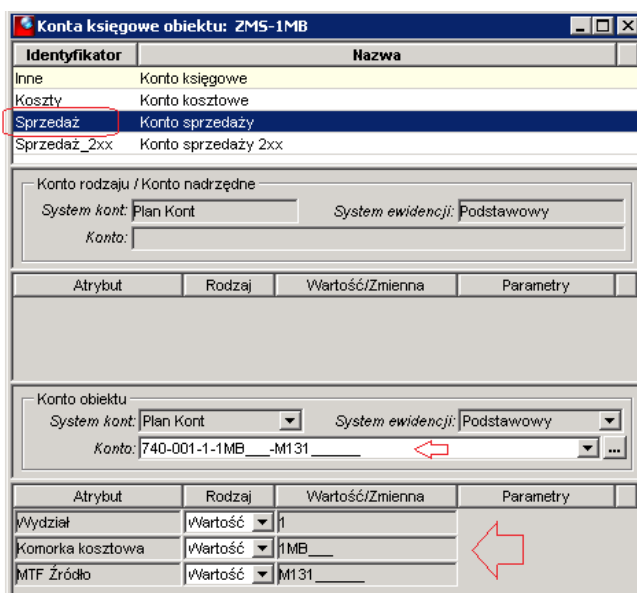 Konta księgowe obiektu: ZMS-1MB
Identyfikator Nazwa
Inne Konto księgowe
Koszty Konto kosztowe
Sprzedaż Konto sprzedaży
Sprzedaż_2xx Konto sprzedaży 2xx
Konto rodzaju / Konto nadrzędne
System kont: Plan Kont System ewidencji: Podstawowy
Konto:
Atrybut Rodzaj Wartość/Zmienna Parametry
Konto obiektu
System kont: Plan Kont System ewidencji: Podstawowy
Konto: 740-001-1-1MB___-M131______ ...
Atrybut Rodzaj Wartość/Zmienna Parametry
Wydział Wartość 1
Komorka kosztowa Wartość 1MB___
MTF Źródło Wartość M131______